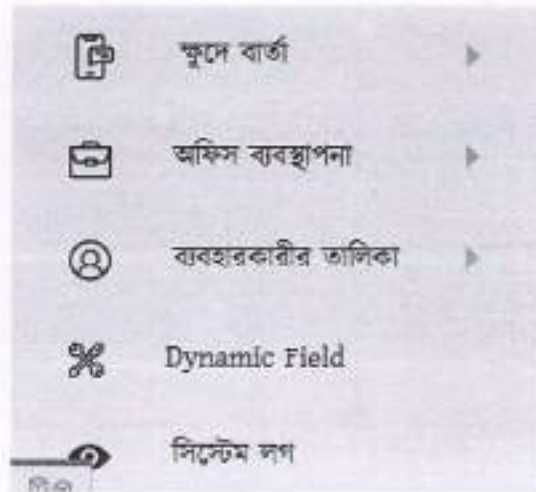 ক্ষুদে বার্তা
অফিস ব্যবস্থাপনা
ব্যবহারকারীর তালিকা
Dynamic Field
সিস্টেম লগ